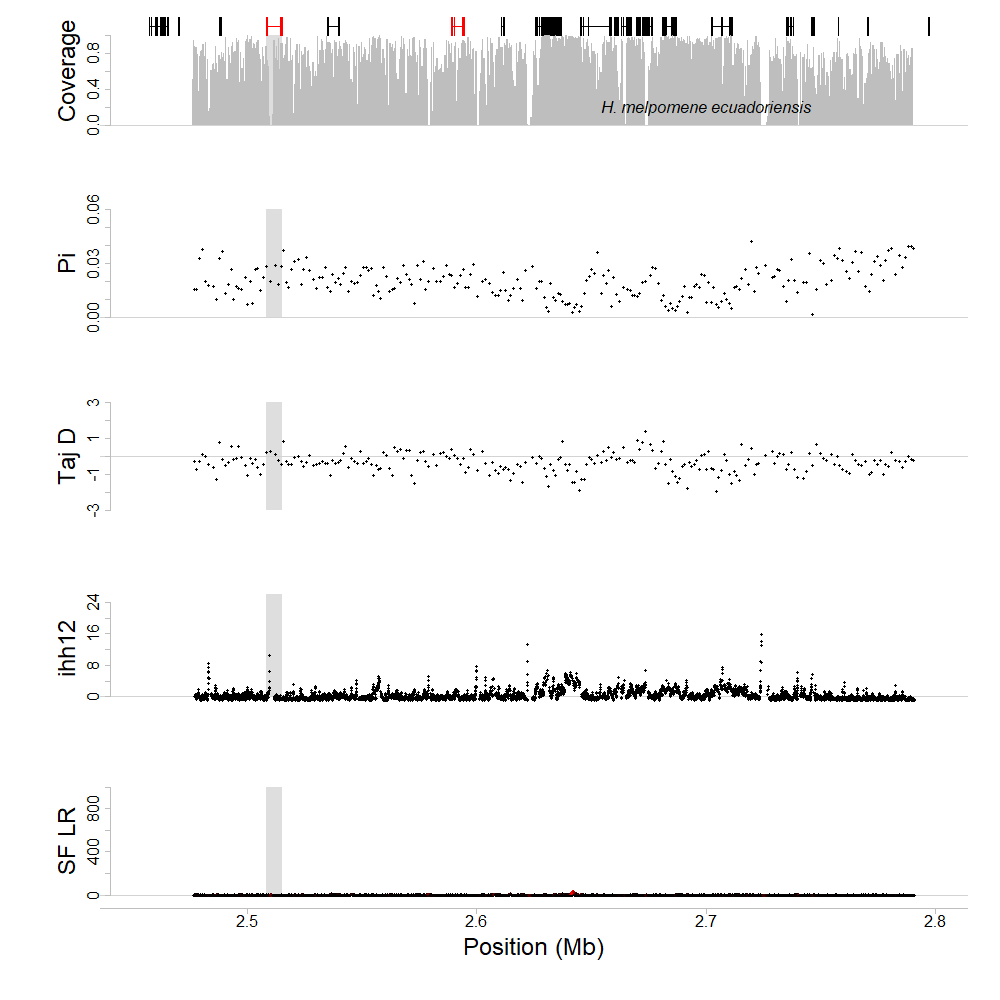 Coverage
0.8
0.4
0.0
H. melpomene ecuadoriensis
Pi
0.06
0.03
0.00
Taj D
3
1
-1
-3
ihh12
24
16
8
0
SF LR
800
400
0
2.5 2.6 2.7 2.8
Position (Mb)